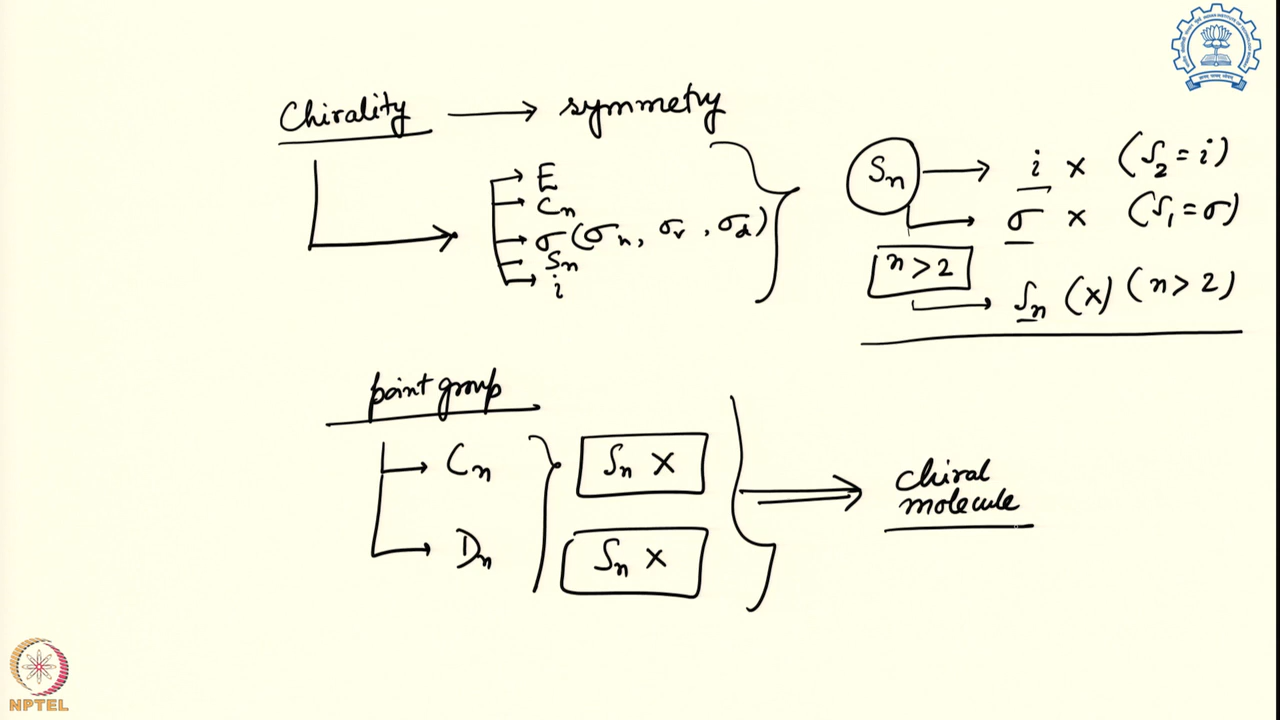 Chirality → symmetry
→ E
→ Cn
→ σ (σh, σv, σd)
→ Sn
→ i
Sn → i × (S2 = i)
→ σ × (S1 = σ)
n > 2
→ Sn (×) (n > 2)
point group
→ Cn
Sn ×
→ Dn
Sn ×
⇒ chiral
molecule
NPTEL